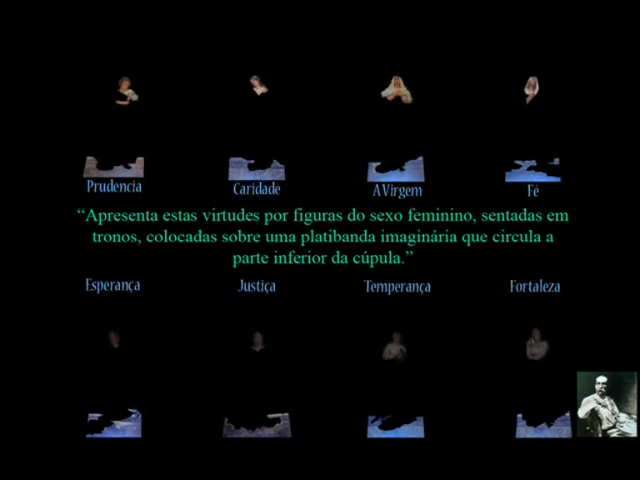 Prudencia Caridade A Virgem Fé
“Apresenta estas virtudes por figuras do sexo feminino, sentadas em
tronos, colocadas sobre uma platibanda imaginária que circula a
parte inferior da cúpula.”
Esperança Justiça Temperança Fortaleza